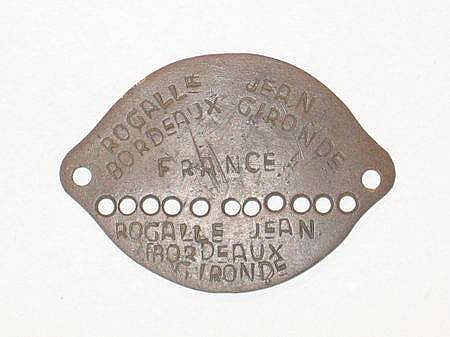 ROGALLE JEAN
BORDEAUX GIRONDE
FRANCE
ROGALLE JEAN
BORDEAUX
GIRONDE